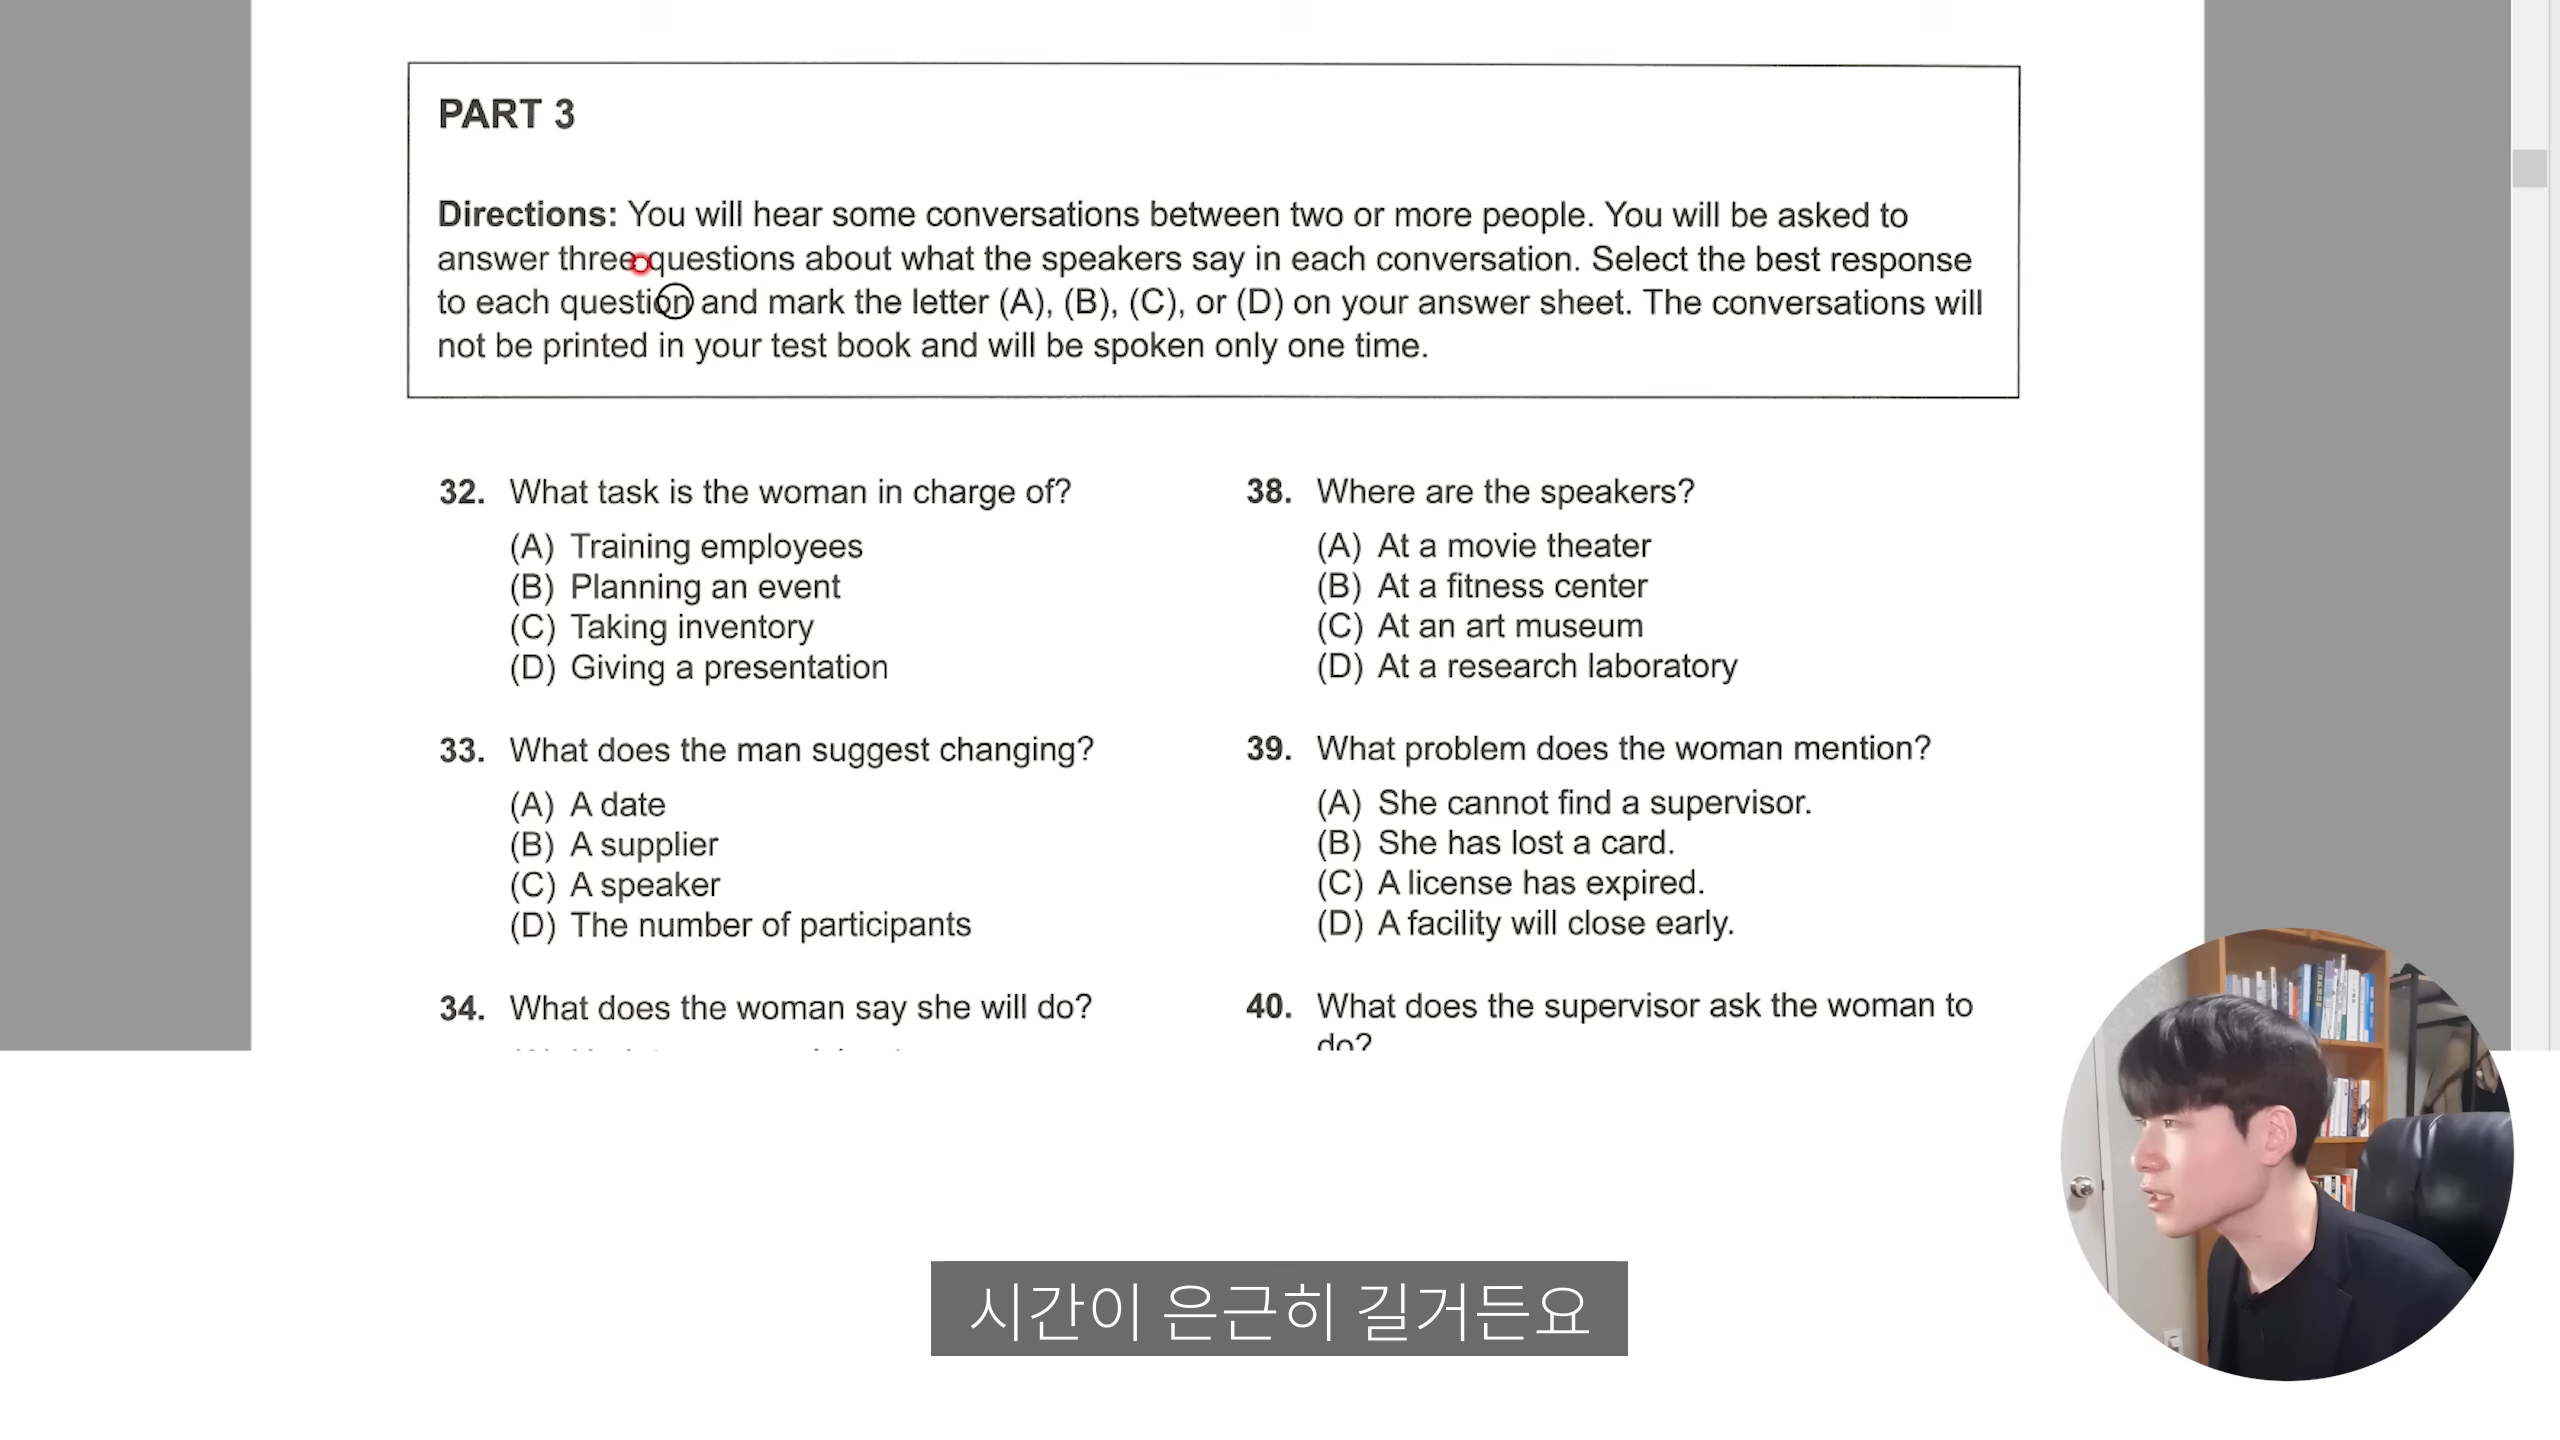 PART 3
Directions: You will hear some conversations between two or more people. You will be asked to
answer three questions about what the speakers say in each conversation. Select the best response
to each question and mark the letter (A), (B), (C), or (D) on your answer sheet. The conversations will
not be printed in your test book and will be spoken only one time.
32. What task is the woman in charge of?
(A) Training employees
(B) Planning an event
(C) Taking inventory
(D) Giving a presentation
33. What does the man suggest changing?
(A) A date
(B) A supplier
(C) A speaker
(D) The number of participants
34. What does the woman say she will do?
38. Where are the speakers?
(A) At a movie theater
(B) At a fitness center
(C) At an art museum
(D) At a research laboratory
39. What problem does the woman mention?
(A) She cannot find a supervisor.
(B) She has lost a card.
(C) A license has expired.
(D) A facility will close early.
40. What does the supervisor ask the woman to
do?
시간이 은근히 길거든요